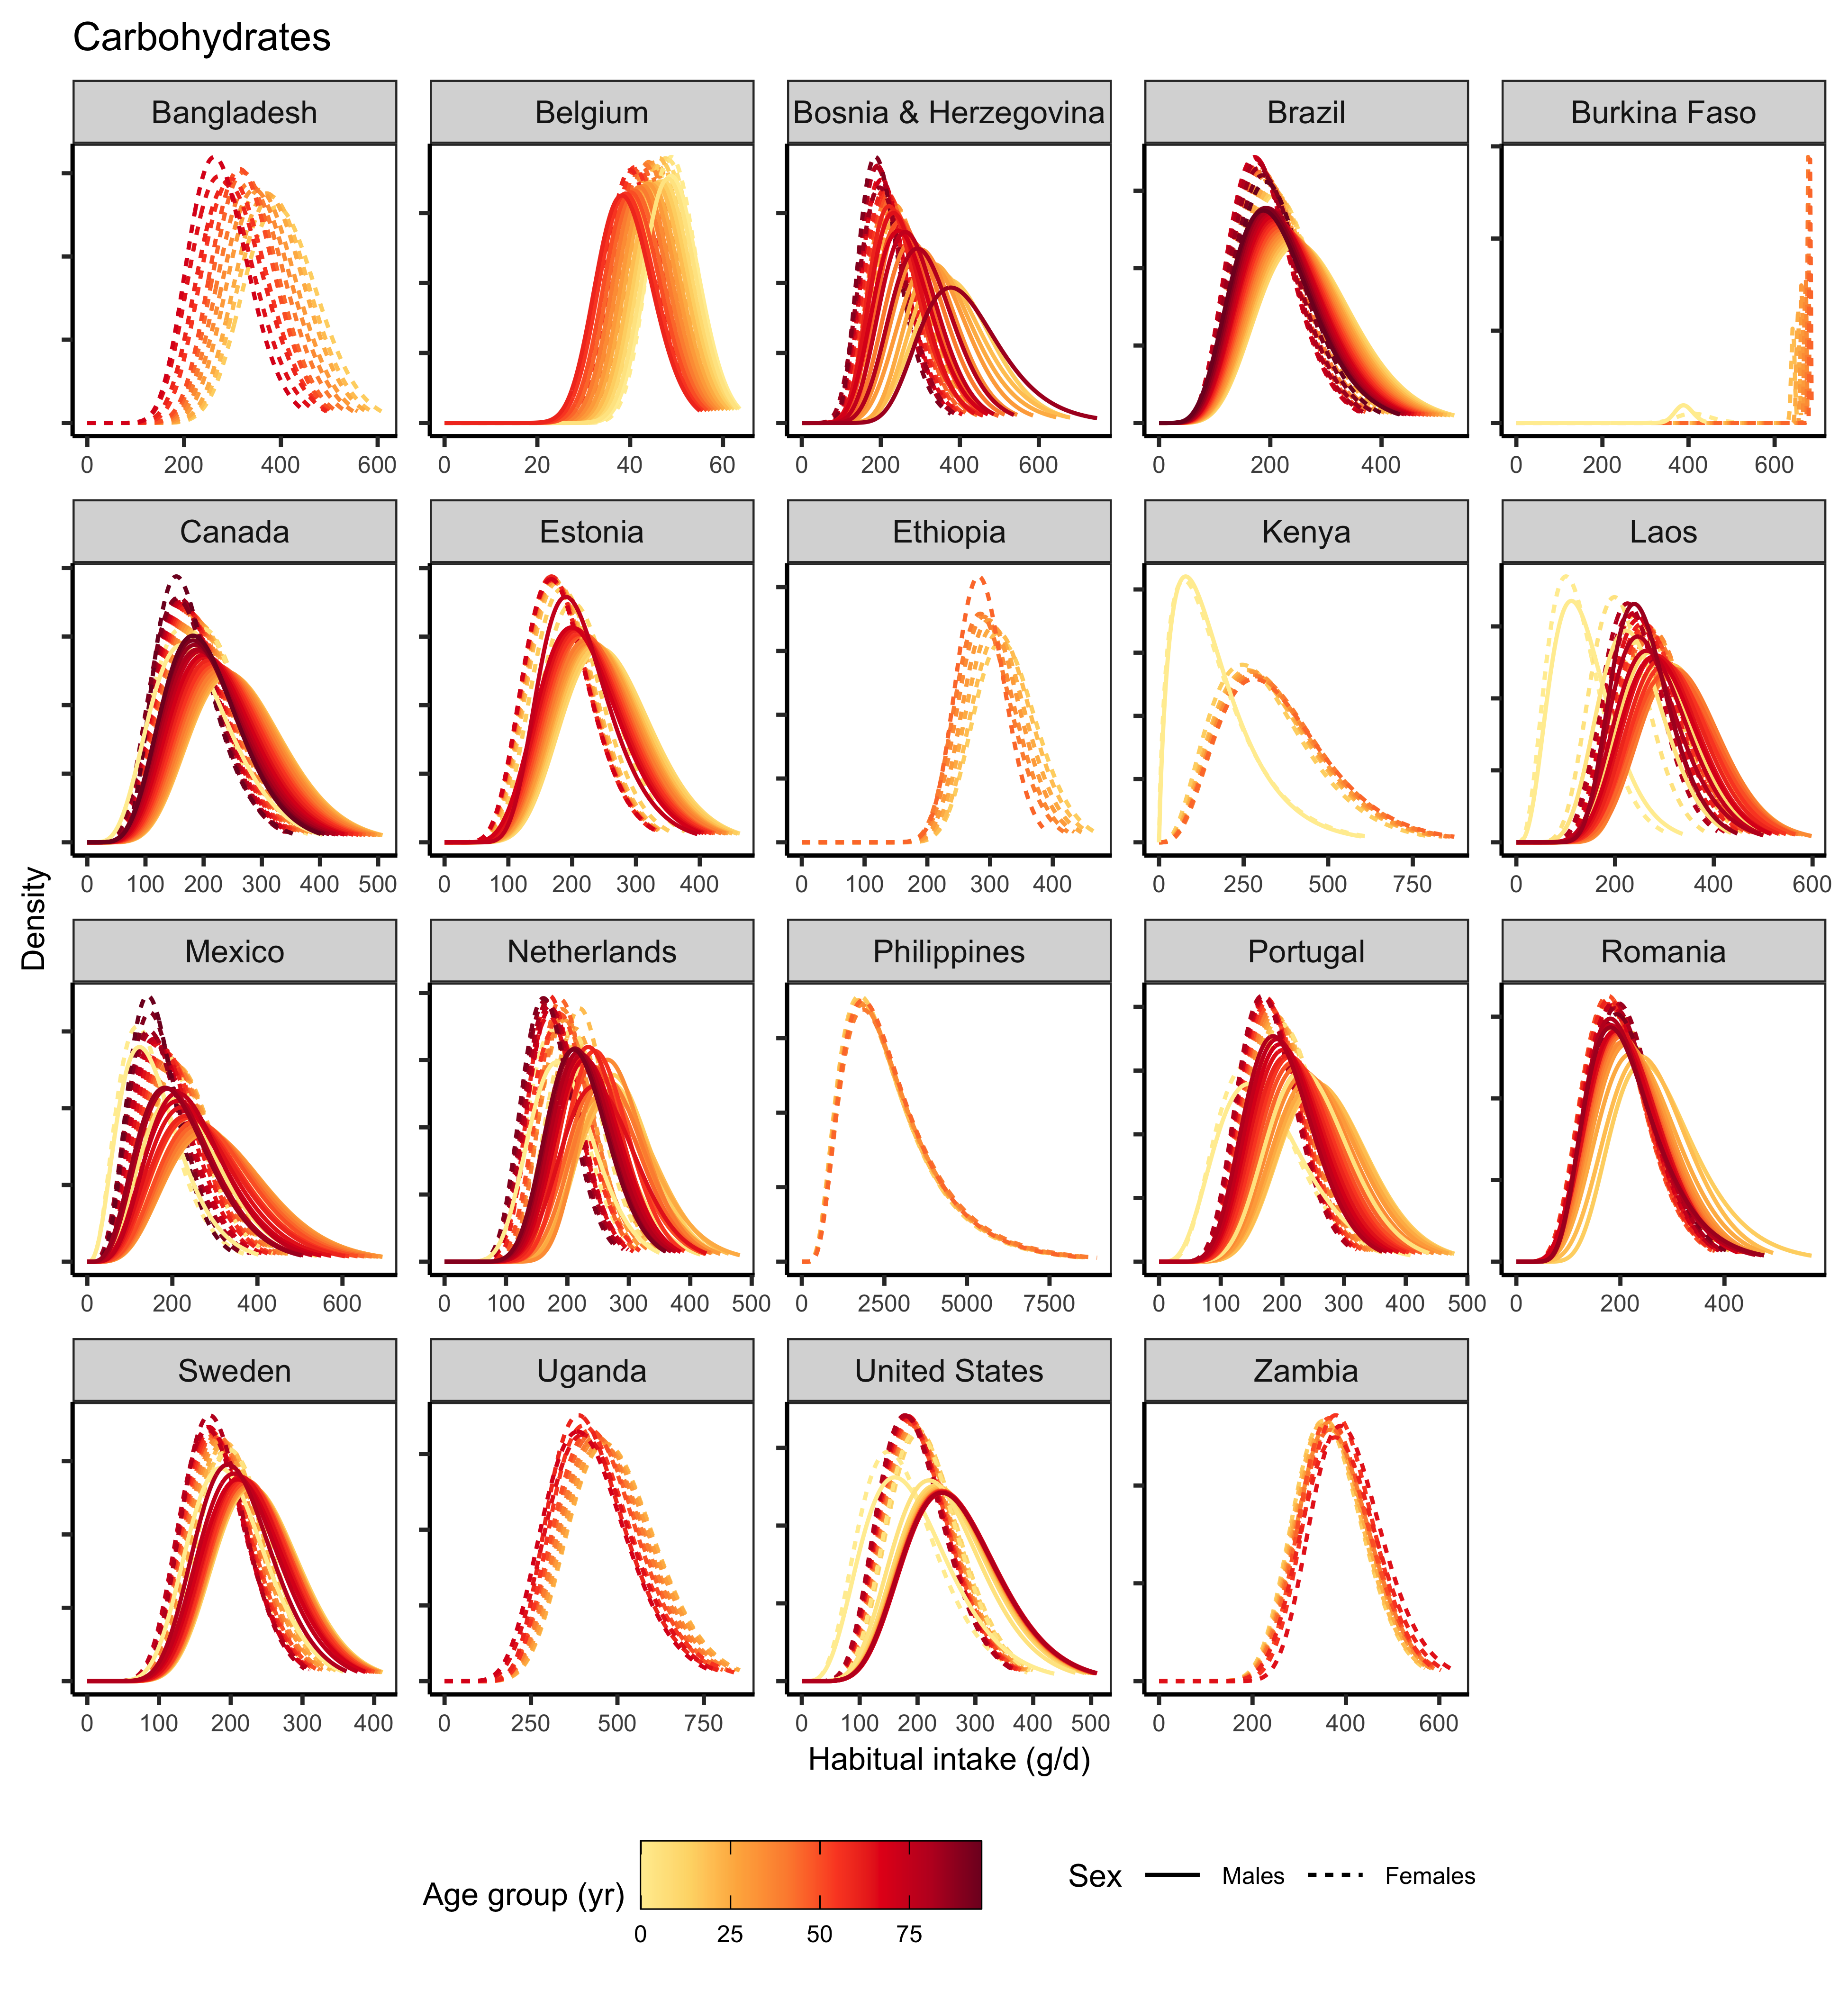 Carbohydrates
Bangladesh Belgium Bosnia & Herzegovina Brazil Burkina Faso
0 200 400 600 0 20 40 60 0 200 400 600 0 200 400 0 200 400 600
Canada Estonia Ethiopia Kenya Laos
0 100 200 300 400 500 0 100 200 300 400 0 100 200 300 400 0 250 500 750 0 200 400 600
Density
Mexico Netherlands Philippines Portugal Romania
0 200 400 600 0 100 200 300 400 500 0 2500 5000 7500 0 100 200 300 400 500 0 200 400
Sweden Uganda United States Zambia
0 100 200 300 400 0 250 500 750 0 100 200 300 400 500 0 200 400 600
Habitual intake (g/d)
Age group (yr) Sex Males Females
0 25 50 75